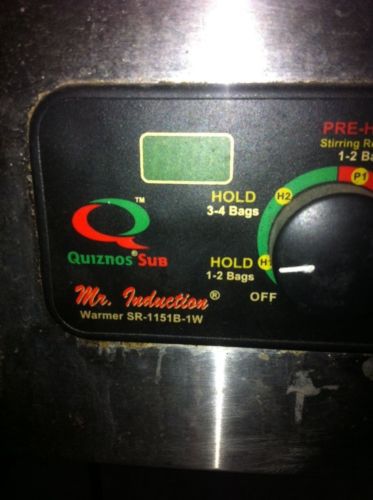 PRE-H
Stirring Re
1-2 Ba
P1
HOLD
3-4 Bags
H2
TM
QUIZNOS® SUB
HOLD
1-2 Bags
H1
OFF
Mr. Induction®
Warmer SR-1151B-1W